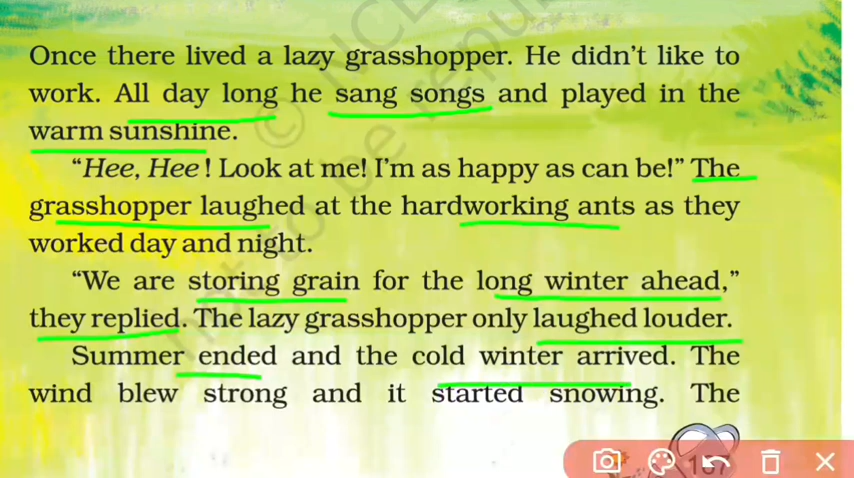 Once there lived a lazy grasshopper. He didn't like to
work. All day long he sang songs and played in the
warm sunshine.
"Hee, Hee! Look at me! I'm as happy as can be!" The
grasshopper laughed at the hardworking ants as they
worked day and night.
"We are storing grain for the long winter ahead,"
they replied. The lazy grasshopper only laughed louder.
Summer ended and the cold winter arrived. The
wind blew strong and it started snowing. The
167